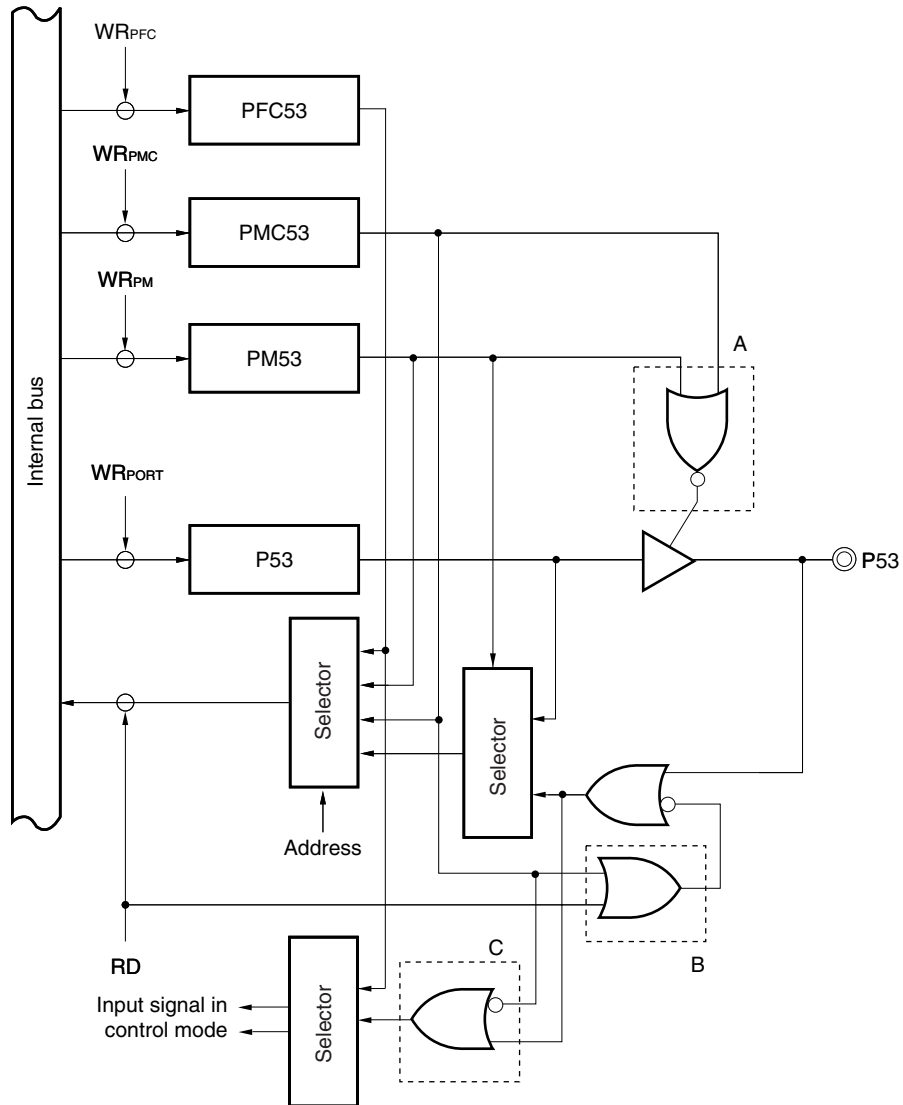 WRPFC
PFC53
WRPMC
PMC53
WRPM
PM53
A
Internal bus
WRPORT
P53
P53
Selector
Selector
Address
B
C
RD
Input signal in
control mode
Selector